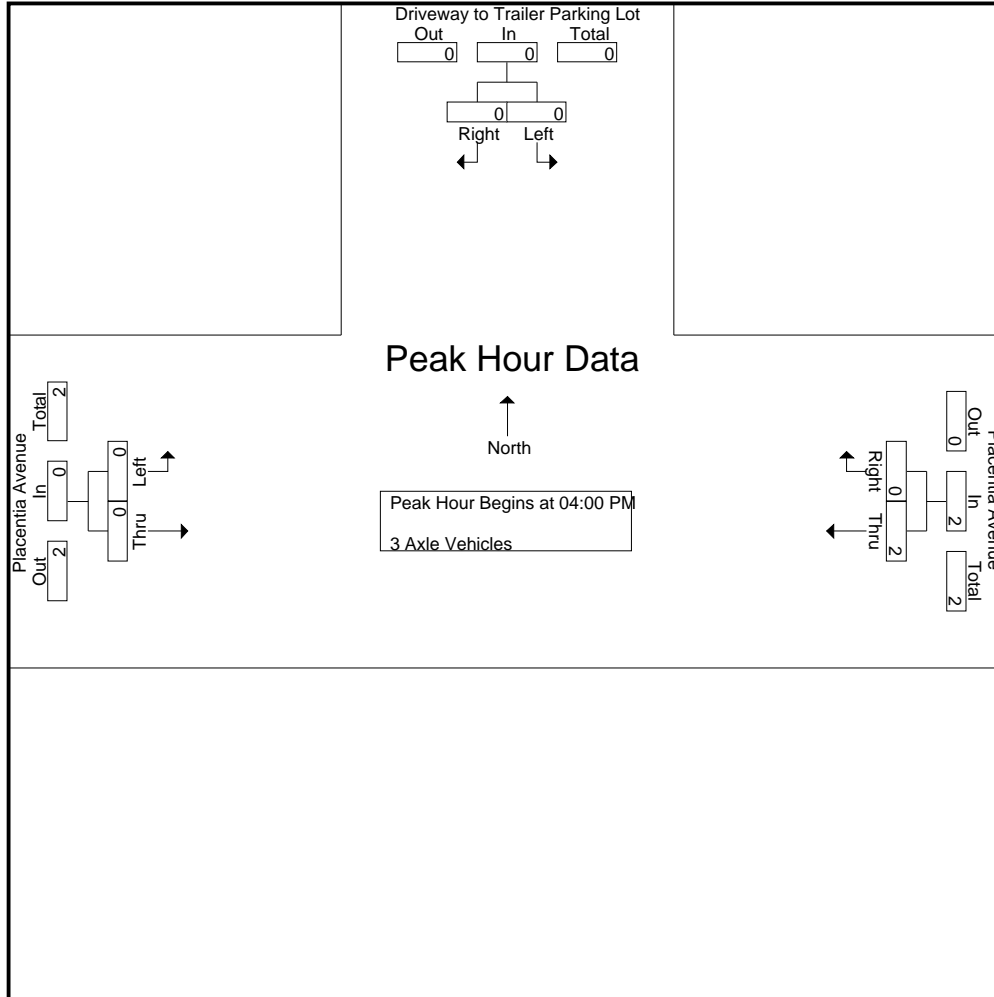 Driveway to Trailer Parking Lot
Out In Total
0 0 0
0 0
Right Left
Peak Hour Data
North
Peak Hour Begins at 04:00 PM
3 Axle Vehicles
Placentia Avenue
Total In Out
2 0 2
0 0
Left Thru
Placentia Avenue
Out In Total
0 2 2
0 2
Right Thru